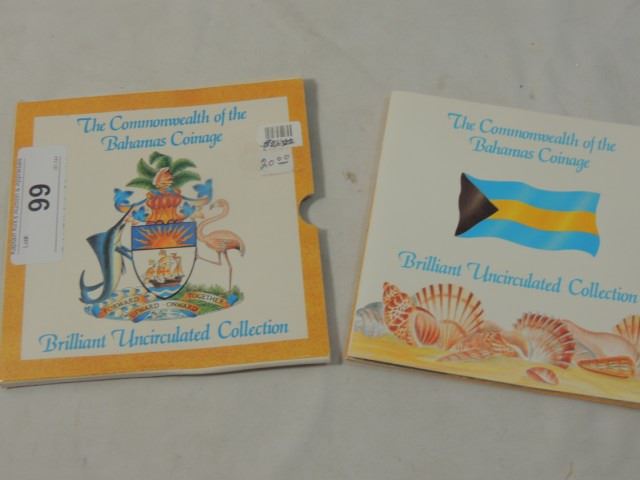 The Commonwealth of the
Bahamas Coinage
20.00
Lot#
99
FORWARD UPWARD ONWARD TOGETHER
Brilliant Uncirculated Collection
The Commonwealth of the
Bahamas Coinage
Brilliant Uncirculated Collection